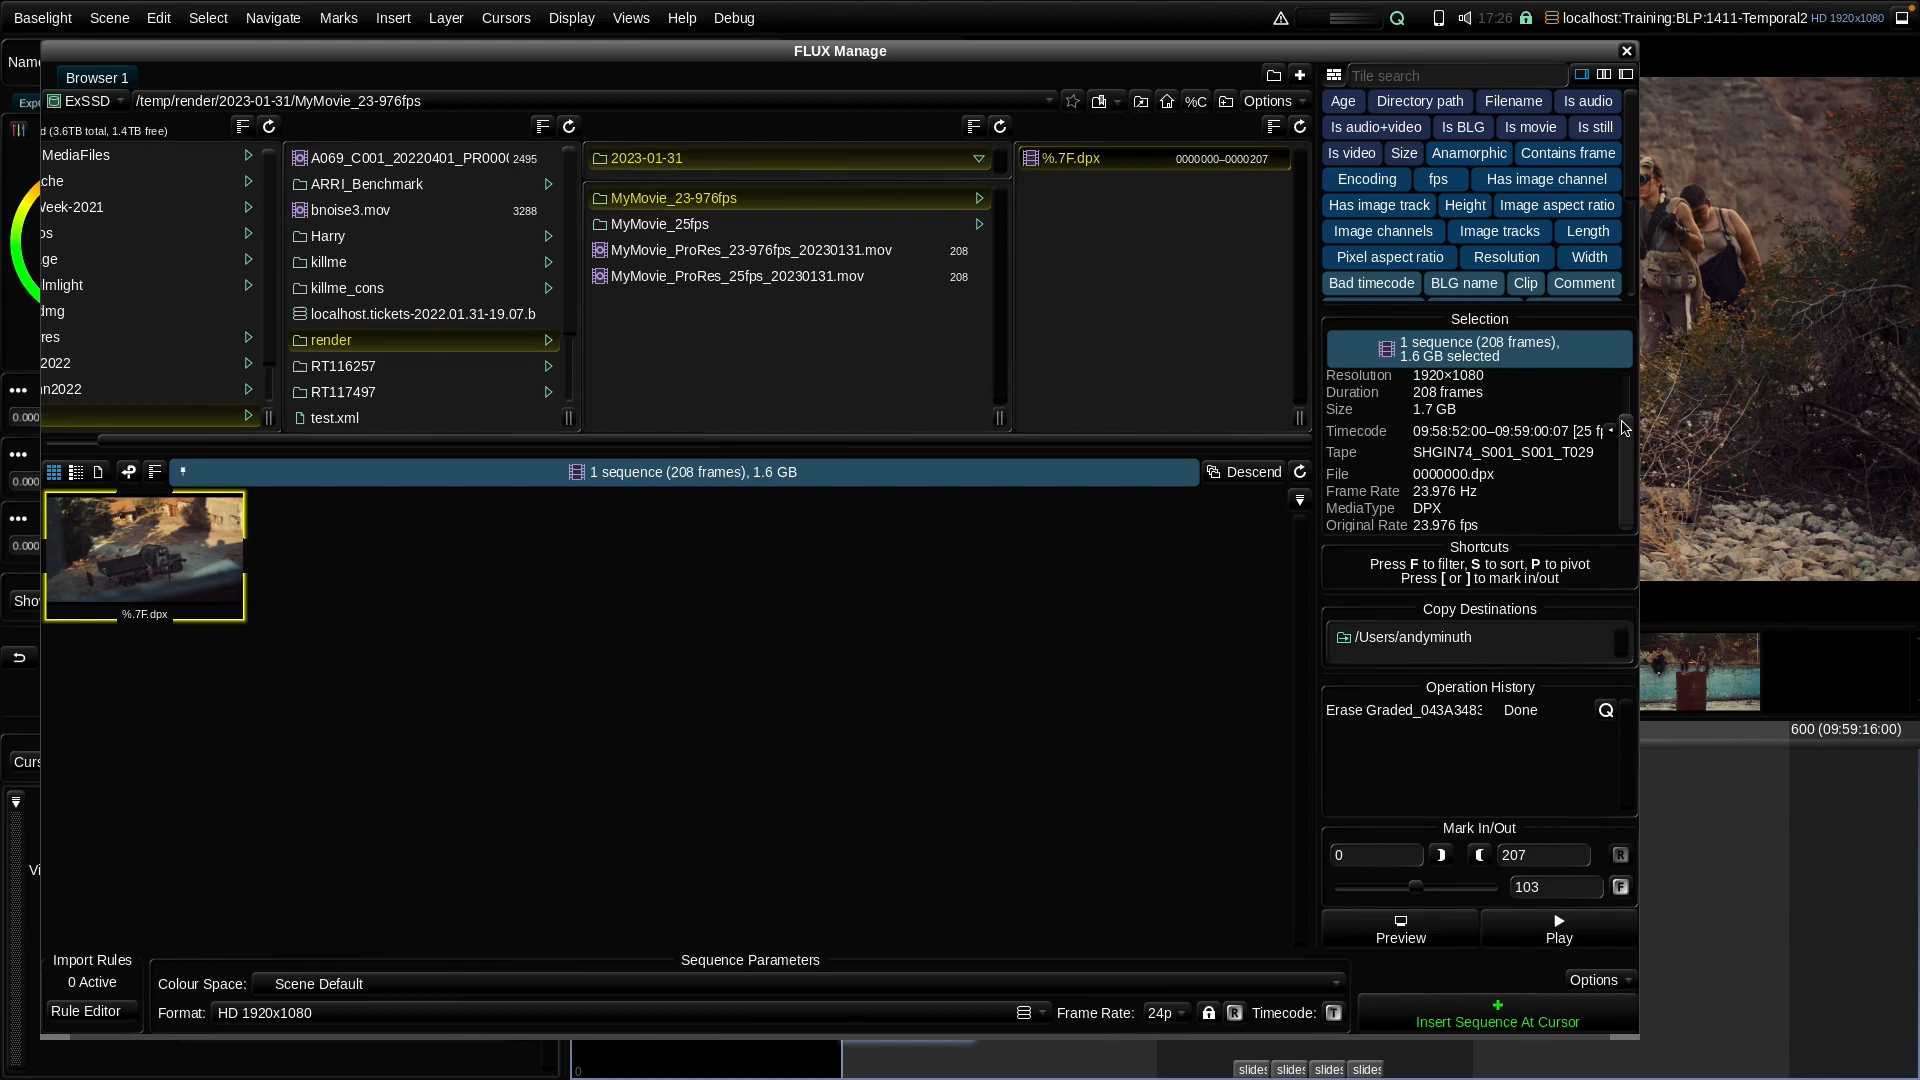 Baselight Scene Edit Select Navigate Marks Insert Layer Cursors Display Views Help Debug
17:26 localhost:Training:BLP:1411-Temporal2 HD 1920x1080
FLUX Manage
Name
Browser 1
Tile search
ExSSD /temp/render/2023-01-31/MyMovie_23-976fps %C Options
d (3.6TB total, 1.4TB free)
MediaFiles
che
Week-2021
os
ge
lmlight
dmg
res
2022
n2022
A069_C001_20220401_PR000( 2495
ARRI_Benchmark
bnoise3.mov 3288
Harry
killme
killme_cons
localhost.tickets-2022.01.31-19.07.b
render
RT116257
RT117497
test.xml
2023-01-31
MyMovie_23-976fps
MyMovie_25fps
MyMovie_ProRes_23-976fps_20230131.mov 208
MyMovie_ProRes_25fps_20230131.mov 208
%.7F.dpx 0000000–0000207
Age Directory path Filename Is audio
Is audio+video Is BLG Is movie Is still
Is video Size Anamorphic Contains frame
Encoding fps Has image channel
Has image track Height Image aspect ratio
Image channels Image tracks Length
Pixel aspect ratio Resolution Width
Bad timecode BLG name Clip Comment
Selection
1 sequence (208 frames),
1.6 GB selected
Resolution 1920×1080
Duration 208 frames
Size 1.7 GB
Timecode 09:58:52:00–09:59:00:07 [25 fp
Tape SHGIN74_S001_S001_T029
File 0000000.dpx
Frame Rate 23.976 Hz
MediaType DPX
Original Rate 23.976 fps
1 sequence (208 frames), 1.6 GB
Descend
%.7F.dpx
Shortcuts
Press F to filter, S to sort, P to pivot
Press [ or ] to mark in/out
Copy Destinations
/Users/andyminuth
Operation History
Erase Graded_043A3483 Done
Mark In/Out
0 207 R
103 F
Preview Play
Import Rules
0 Active
Rule Editor
Sequence Parameters
Colour Space: Scene Default
Format: HD 1920x1080 Frame Rate: 24p R Timecode: T
Options
Insert Sequence At Cursor
Exp
0.000
0.000
0.000
Sho
Curs
Vi
600 (09:59:16:00)
0
slides slides slides slides